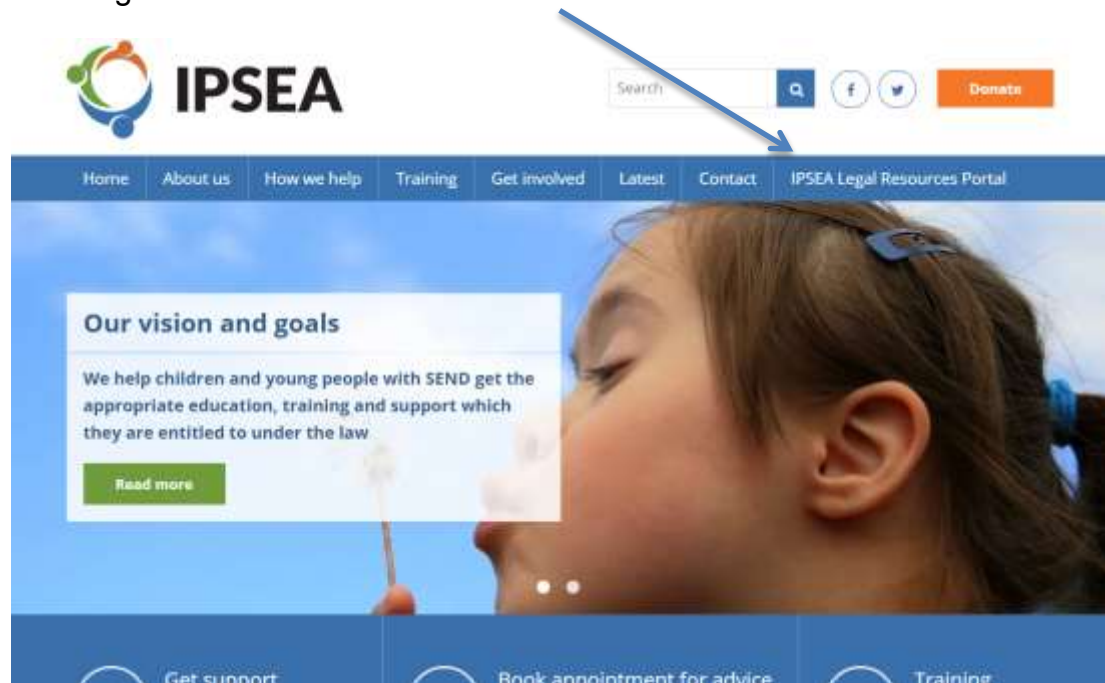 IPSEA
Search
Donate
Home About us How we help Training Get involved Latest Contact IPSEA Legal Resources Portal
Our vision and goals
We help children and young people with SEND get the
appropriate education, training and support which
they are entitled to under the law
Read more
Get support Book appointment for advice Training